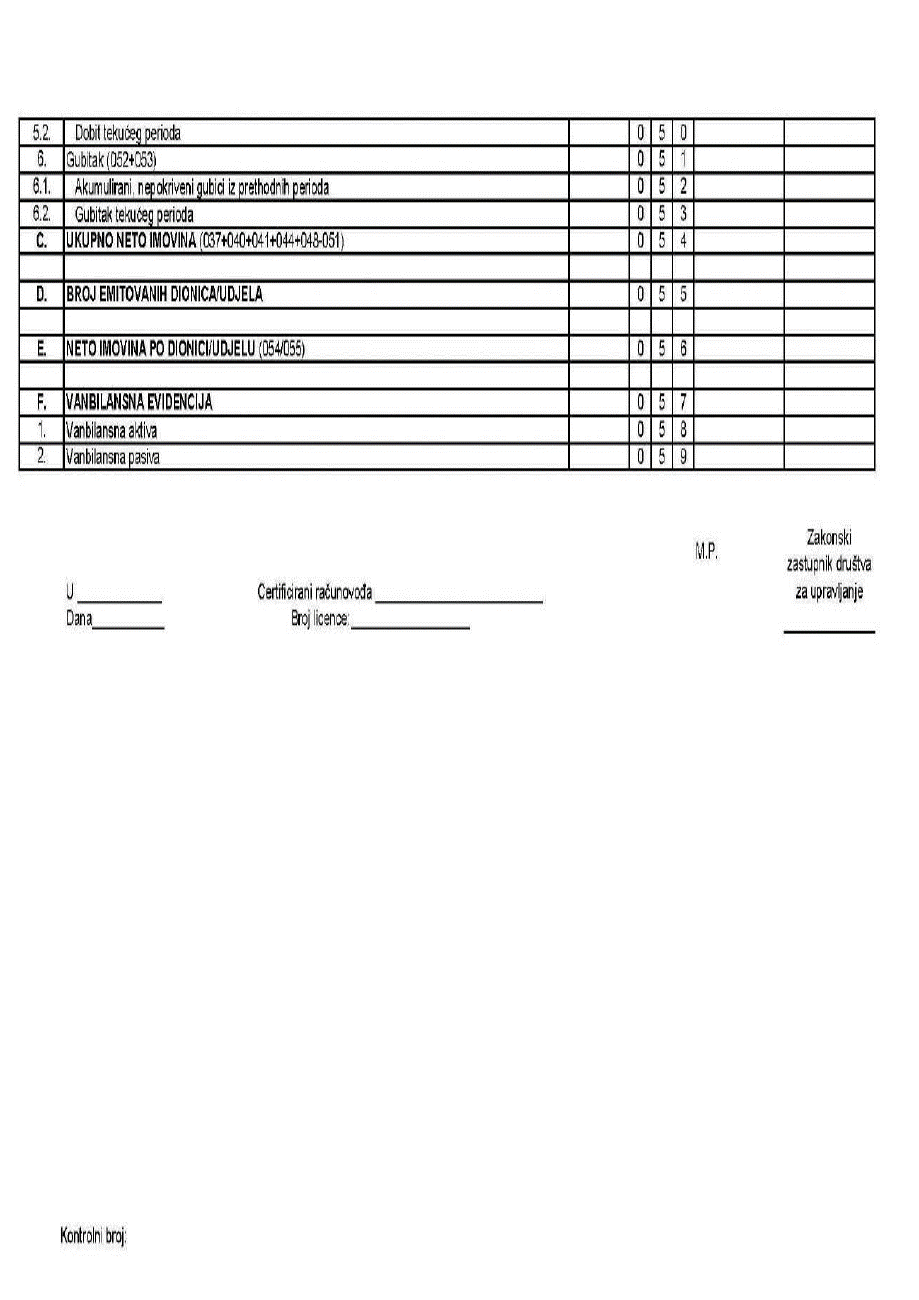 5.2. Dobit tekućeg perioda 0 5 0
6. Gubitak (052+053) 0 5 1
6.1. Akumulirani, nepokriveni gubici iz prethodnih perioda 0 5 2
6.2. Gubitak tekućeg perioda 0 5 3
C. UKUPNO NETO IMOVINA (037+040+041+044+048-051) 0 5 4
D. BROJ EMITOVANIH DIONICA/UDJELA 0 5 5
E. NETO IMOVINA PO DIONICI/UDJELU (054/055) 0 5 6
F. VANBILANSNA EVIDENCIJA 0 5 7
1. Vanbilansna aktiva 0 5 8
2. Vanbilansna pasiva 0 5 9
M.P.
Zakonski
zastupnik društva
za upravljanje
U ____________ Certificirani računovođa ________________________
Dana____________ Broj licence: _________________
Kontrolni broj: